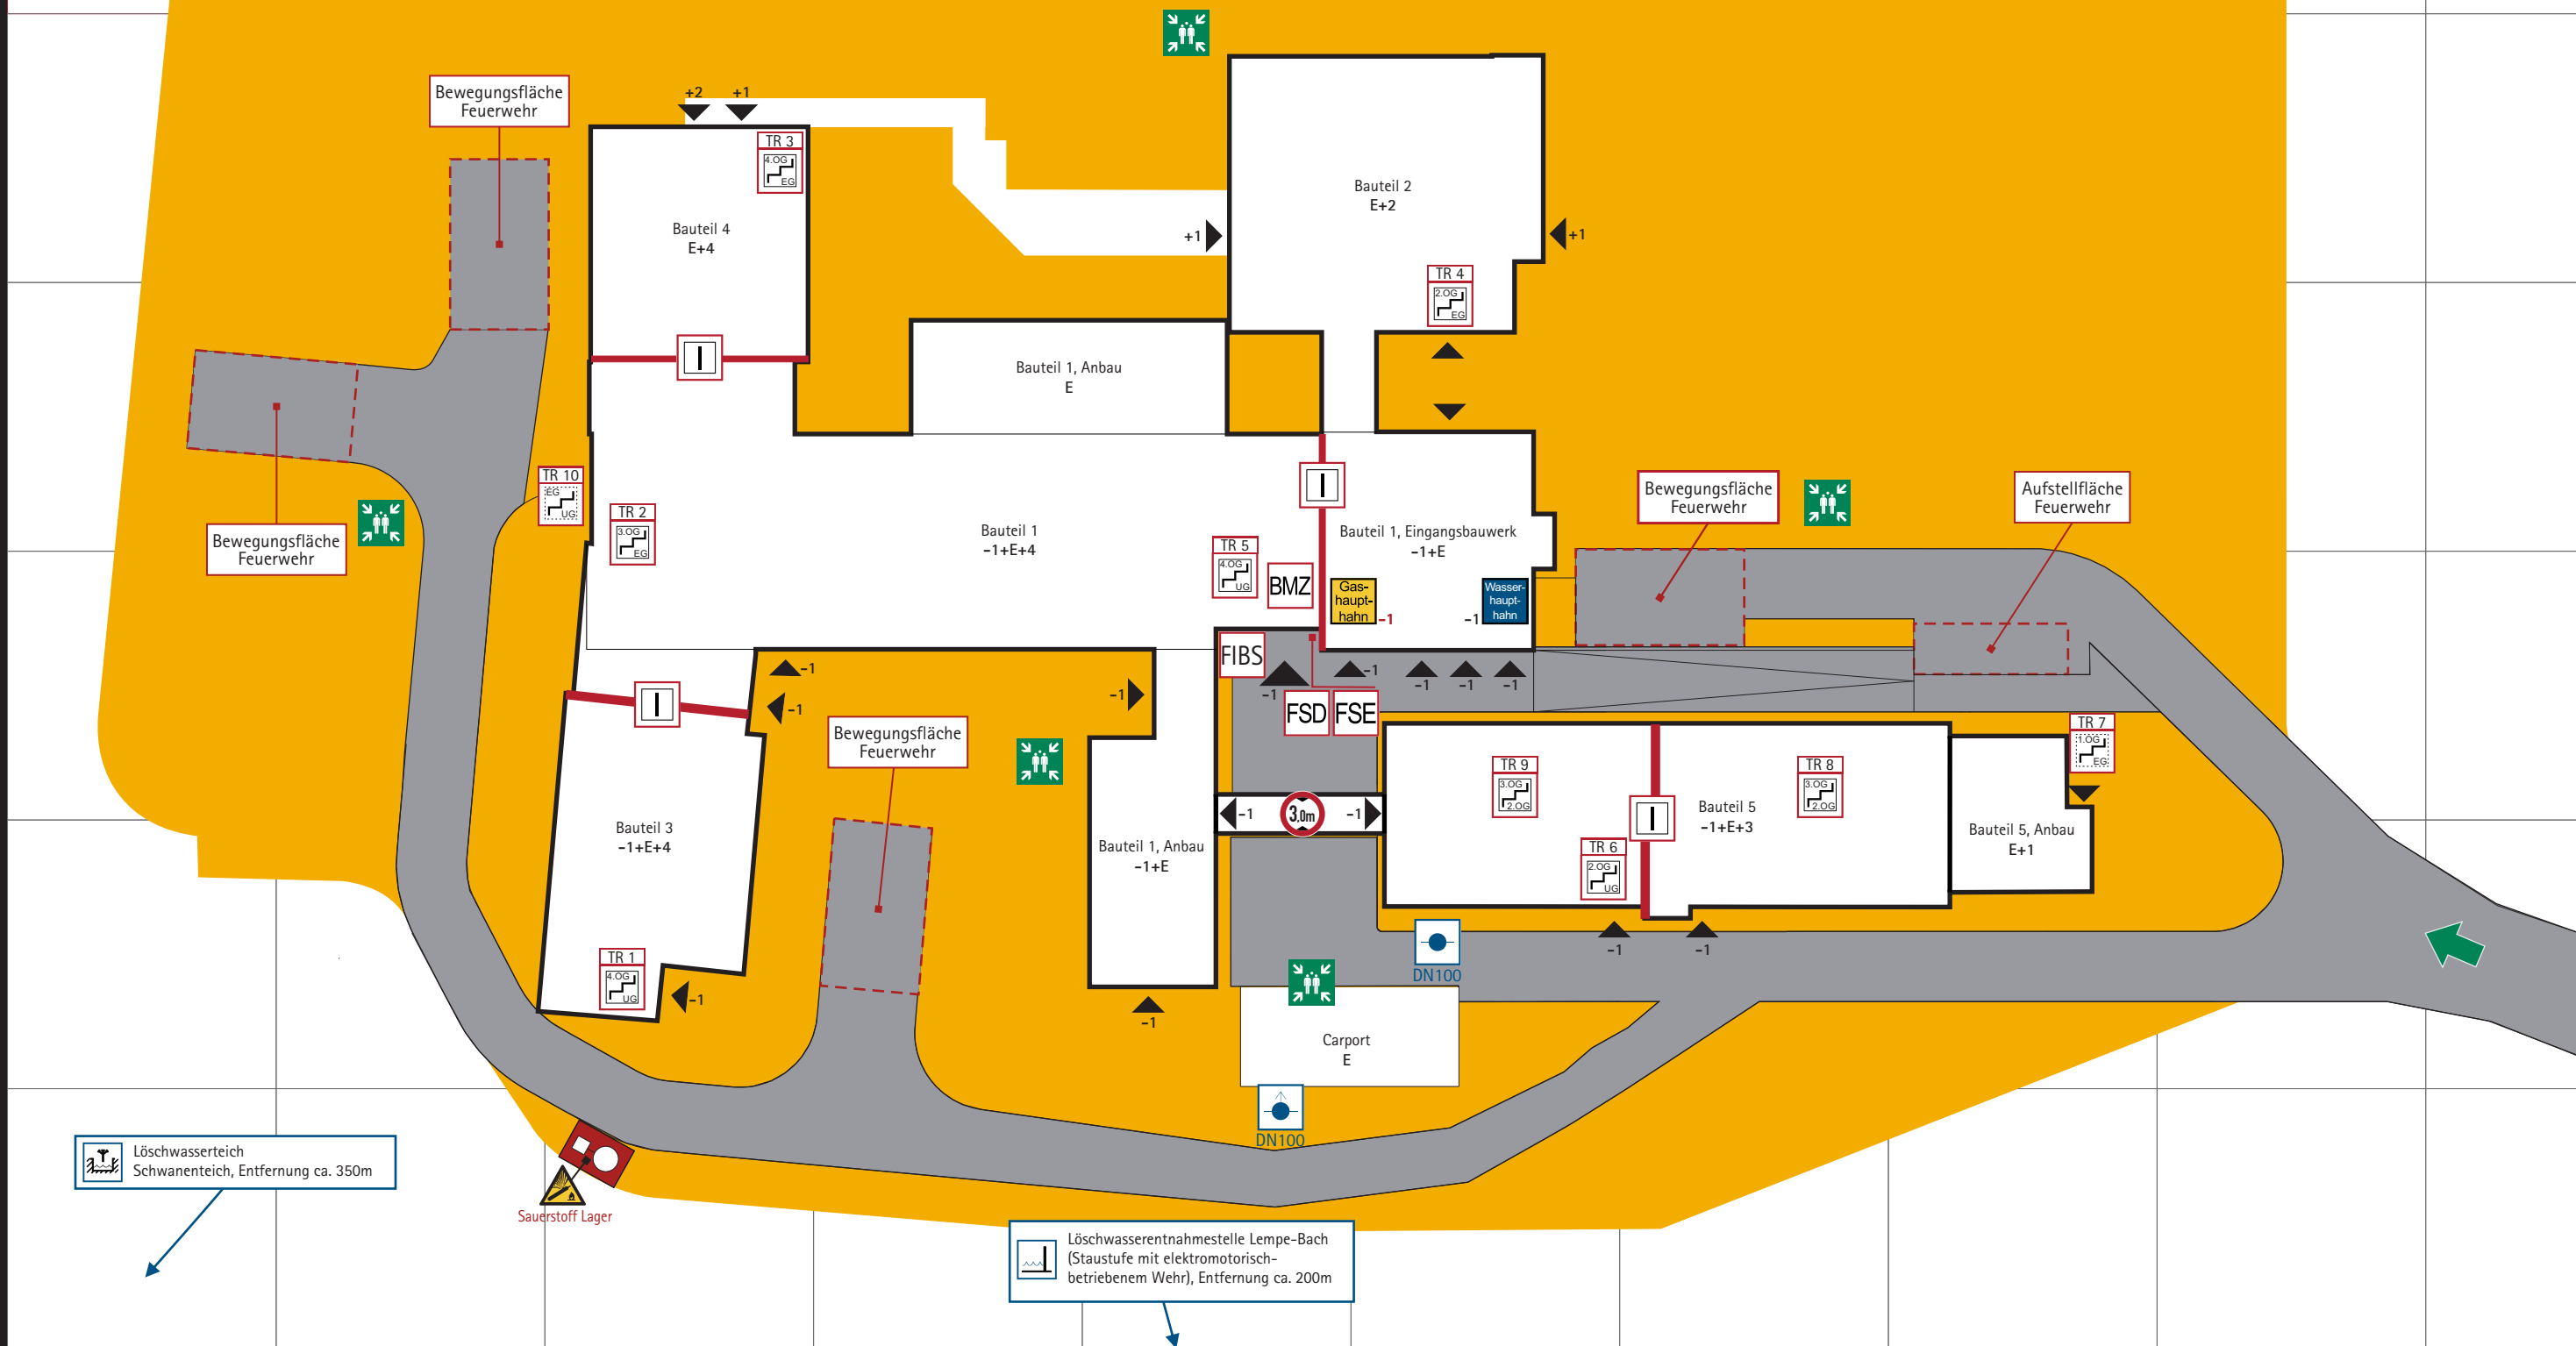 Bewegungsfläche
Feuerwehr
+2
+1
TR 3
4.OG
EG
Bauteil 4
E+4
Bauteil 2
E+2
+1
+1
TR 4
2.OG
EG
Bauteil 1, Anbau
E
Bewegungsfläche
Feuerwehr
TR 10
EG
UG
TR 2
3.OG
EG
Bauteil 1
-1+E+4
TR 5
4.OG
UG
BMZ
Bauteil 1, Eingangsbauwerk
-1+E
Gas-
haupt-
hahn
-1
-1
Wasser-
haupt-
hahn
Bewegungsfläche
Feuerwehr
Aufstellfläche
Feuerwehr
FIBS
-1
-1
-1
-1
-1
FSD
FSE
-1
-1
-1
Bewegungsfläche
Feuerwehr
TR 7
1.OG
EG
TR 9
3.OG
2.OG
TR 8
3.OG
2.OG
Bauteil 5
-1+E+3
-1
3,0m
-1
Bauteil 3
-1+E+4
Bauteil 1, Anbau
-1+E
TR 6
2.OG
UG
Bauteil 5, Anbau
E+1
-1
-1
TR 1
4.OG
UG
-1
-1
DN100
Carport
E
DN100
Löschwasserteich
Schwanenteich, Entfernung ca. 350m
Sauerstoff Lager
Löschwasserentnahmestelle Lempe-Bach
(Staustufe mit elektromotorisch-
betriebenem Wehr), Entfernung ca. 200m